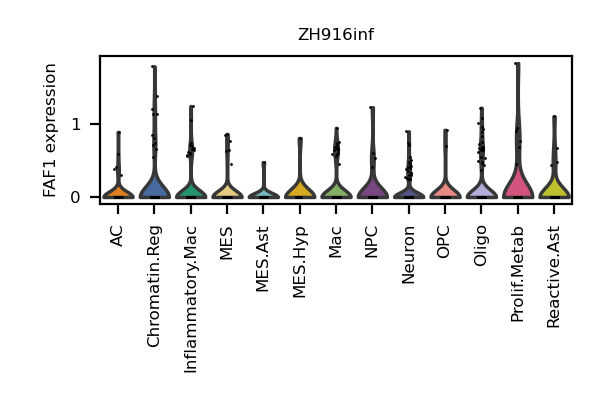 ZH916inf
FAF1 expression
1
0
AC
Chromatin.Reg
Inflammatory.Mac
MES
MES.Ast
MES.Hyp
Mac
NPC
Neuron
OPC
Oligo
Prolif.Metab
Reactive.Ast